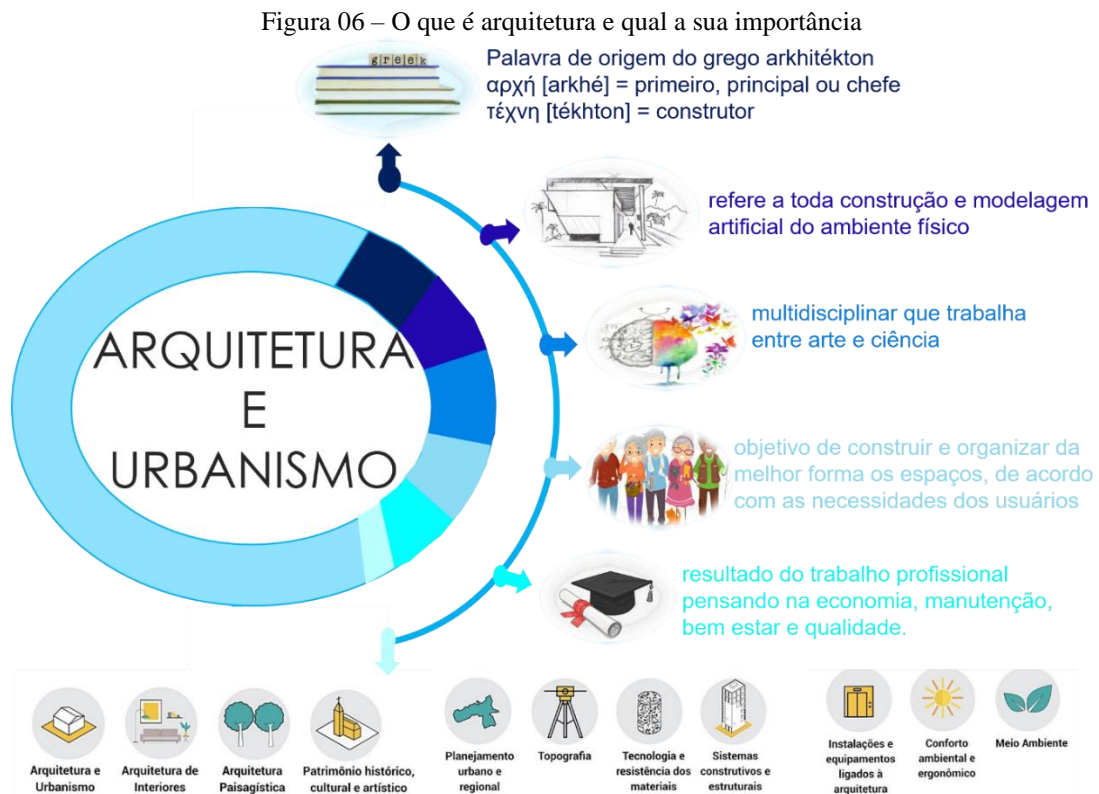 Figura 06 – O que é arquitetura e qual a sua importância
greek
Palavra de origem do grego arkhitékton
αρχή [arkhé] = primeiro, principal ou chefe
τέχνη [tékhton] = construtor
refere a toda construção e modelagem
artificial do ambiente físico
ARQUITETURA
E
URBANISMO
multidisciplinar que trabalha
entre arte e ciência
objetivo de construir e organizar da
melhor forma os espaços, de acordo
com as necessidades dos usuários
resultado do trabalho profissional
pensando na economia, manutenção,
bem estar e qualidade.
Arquitetura e
Urbanismo
Arquitetura de
Interiores
Arquitetura
Paisagística
Patrimônio histórico,
cultural e artístico
Planejamento
urbano e
regional
Topografia
Tecnologia e
resistência dos
materiais
Sistemas
construtivos e
estruturais
Instalações e
equipamentos
ligados à
arquitetura
Conforto
ambiental e
ergonômico
Meio Ambiente